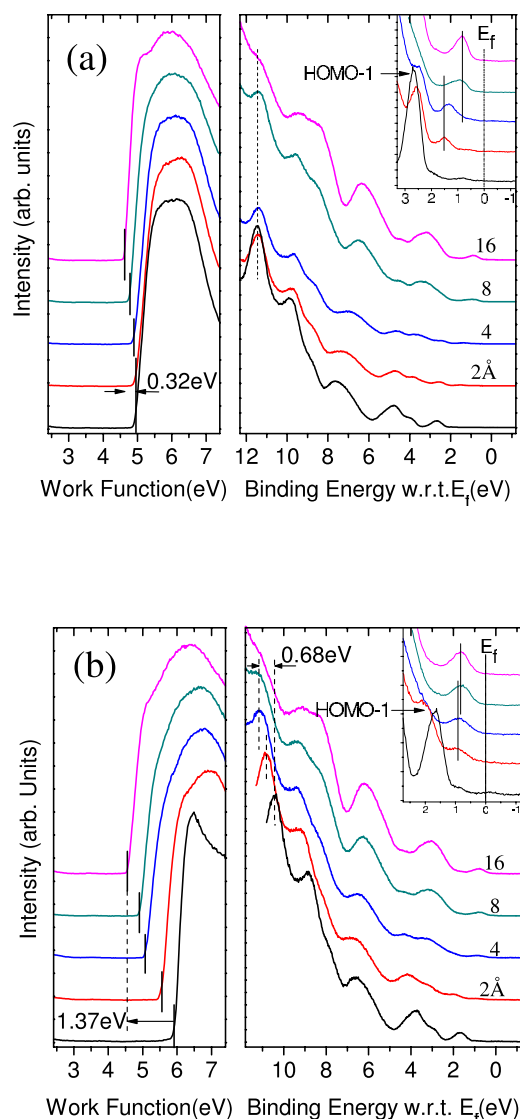 (a)
Intensity (arb. units)
0.32eV
3 4 5 6 7
Work Function(eV)
E_f
HOMO-1
3 2 1 0 -1
16
8
4
2Å
12 10 8 6 4 2 0
Binding Energy w.r.t.E_f(eV)
(b)
Intensity (arb. Units)
1.37eV
3 4 5 6 7
Work Function(eV)
0.68eV
E_f
HOMO-1
2 1 0 -1
16
8
4
2Å
10 8 6 4 2 0
Binding Energy w.r.t.E_f(eV)